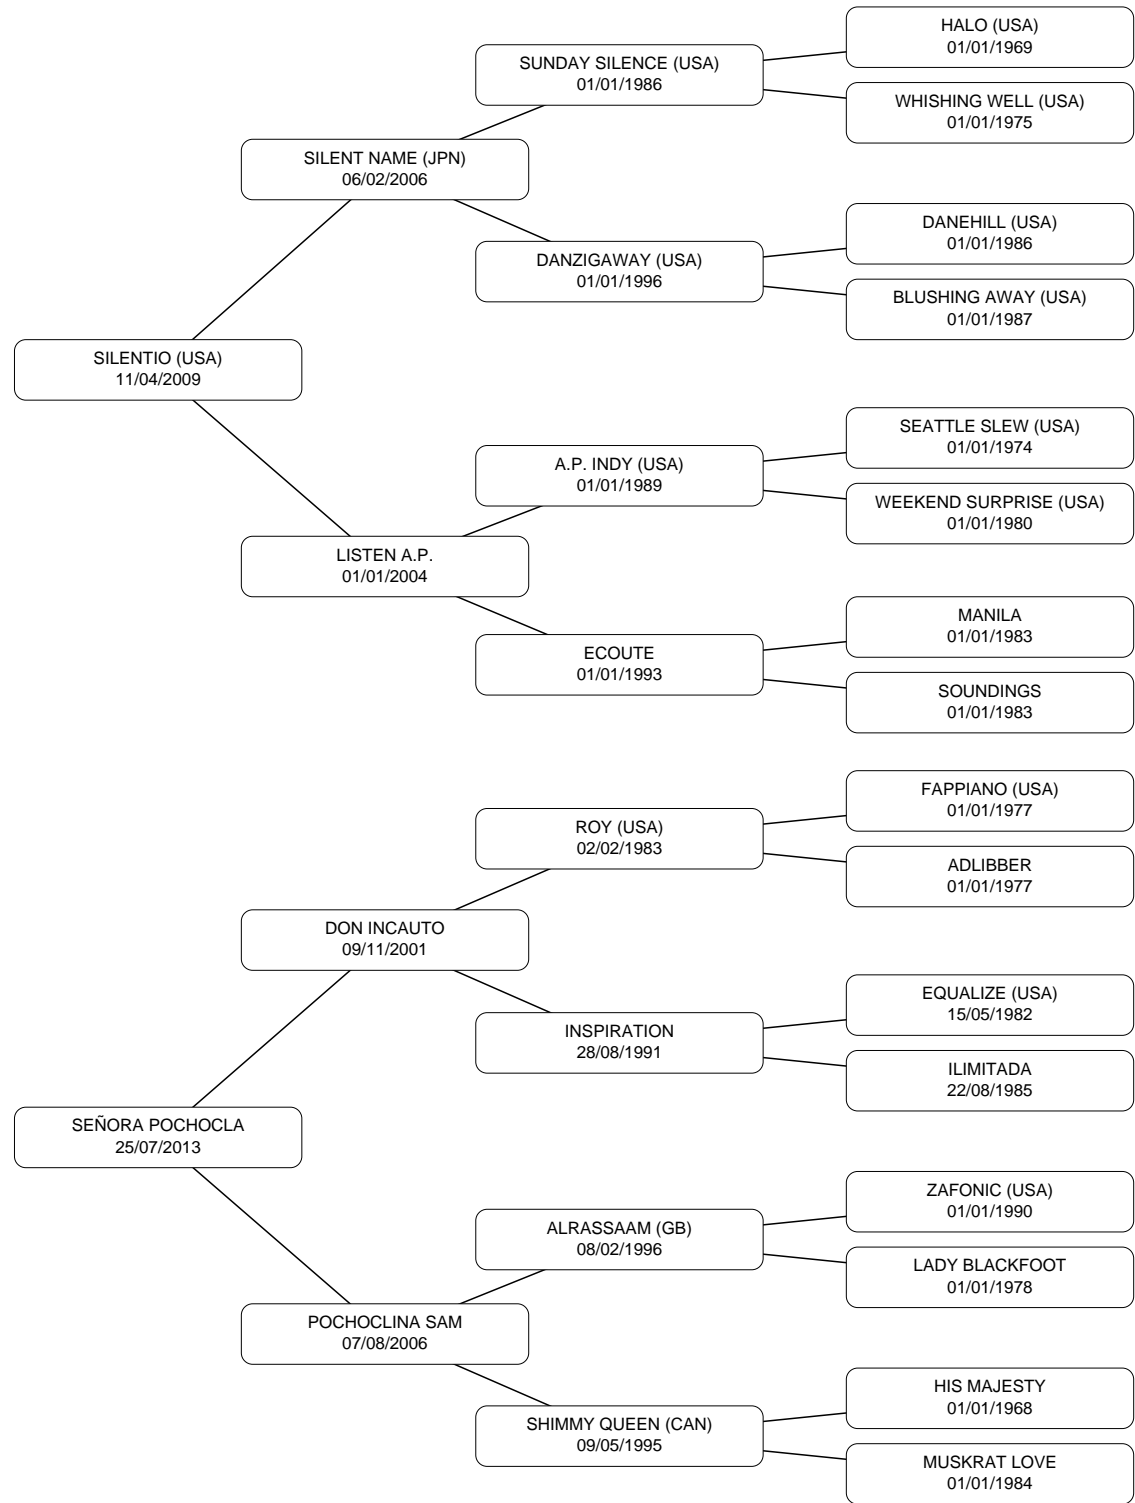 HALO (USA)
01/01/1969
SUNDAY SILENCE (USA)
01/01/1986
WHISHING WELL (USA)
01/01/1975
SILENT NAME (JPN)
06/02/2006
DANEHILL (USA)
01/01/1986
DANZIGAWAY (USA)
01/01/1996
BLUSHING AWAY (USA)
01/01/1987
SILENTIO (USA)
11/04/2009
SEATTLE SLEW (USA)
01/01/1974
A.P. INDY (USA)
01/01/1989
WEEKEND SURPRISE (USA)
01/01/1980
LISTEN A.P.
01/01/2004
MANILA
01/01/1983
ECOUTE
01/01/1993
SOUNDINGS
01/01/1983
FAPPIANO (USA)
01/01/1977
ROY (USA)
02/02/1983
ADLIBBER
01/01/1977
DON INCAUTO
09/11/2001
EQUALIZE (USA)
15/05/1982
INSPIRATION
28/08/1991
ILIMITADA
22/08/1985
SEÑORA POCHOCLA
25/07/2013
ZAFONIC (USA)
01/01/1990
ALRASSAAM (GB)
08/02/1996
LADY BLACKFOOT
01/01/1978
POCHOCLINA SAM
07/08/2006
HIS MAJESTY
01/01/1968
SHIMMY QUEEN (CAN)
09/05/1995
MUSKRAT LOVE
01/01/1984